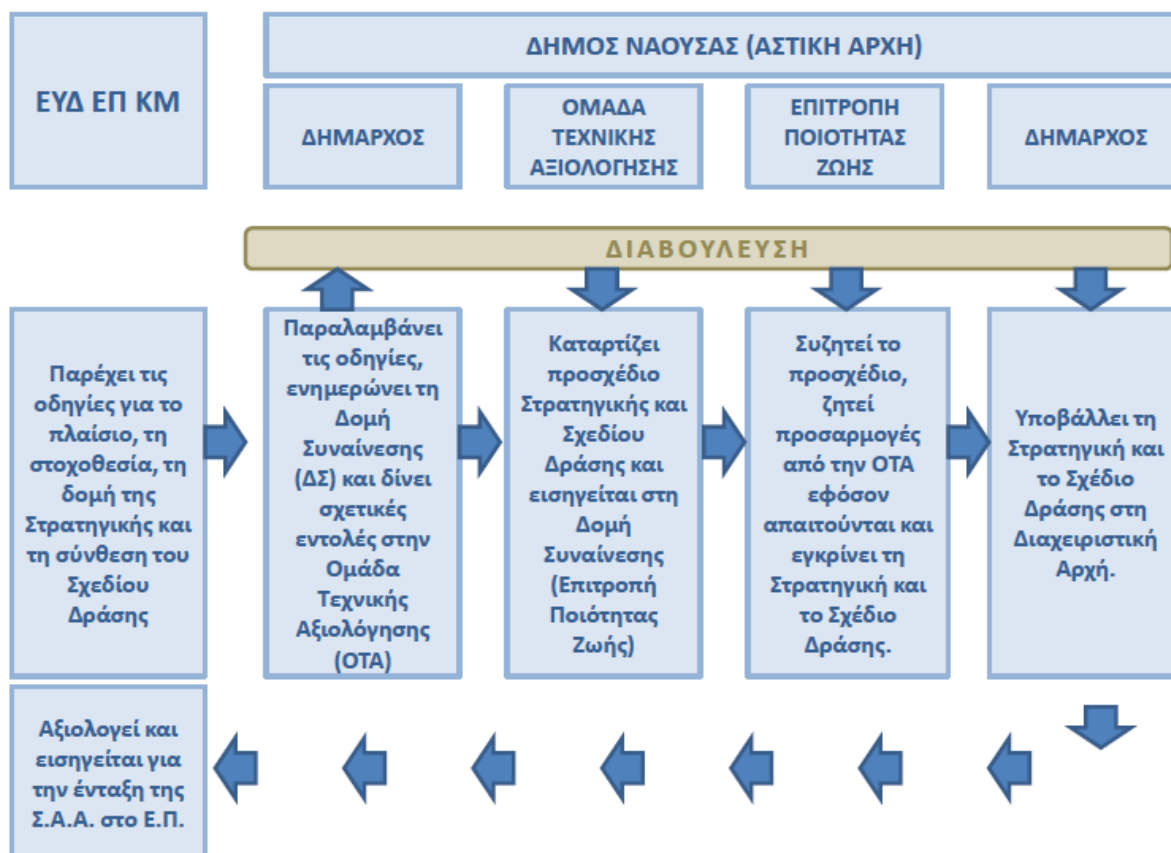 ΕΥΔ ΕΠ ΚΜ
ΔΗΜΟΣ ΝΑΟΥΣΑΣ (ΑΣΤΙΚΗ ΑΡΧΗ)
ΔΗΜΑΡΧΟΣ
ΟΜΑΔΑ
ΤΕΧΝΙΚΗΣ
ΑΞΙΟΛΟΓΗΣΗΣ
ΕΠΙΤΡΟΠΗ
ΠΟΙΟΤΗΤΑΣ
ΖΩΗΣ
ΔΗΜΑΡΧΟΣ
ΔΙΑΒΟΥΛΕΥΣΗ
Παρέχει τις
οδηγίες για το
πλαίσιο, τη
στοχοθεσία, τη
δομή της
Στρατηγικής και
τη σύνθεση του
Σχεδίου
Δράσης
Παραλαμβάνει
τις οδηγίες,
ενημερώνει τη
Δομή
Συναίνεσης
(ΔΣ) και δίνει
σχετικές
εντολές στην
Ομάδα
Τεχνικής
Αξιολόγησης
(ΟΤΑ)
Καταρτίζει
προσχέδιο
Στρατηγικής και
Σχεδίου
Δράσης και
εισηγείται στη
Δομή
Συναίνεσης
(Επιτροπή
Ποιότητας
Ζωής)
Συζητεί το
προσχέδιο,
ζητεί
προσαρμογές
από την ΟΤΑ
εφόσον
απαιτούνται και
εγκρίνει τη
Στρατηγική και
το Σχέδιο
Δράσης.
Υποβάλλει τη
Στρατηγική και
το Σχέδιο
Δράσης στη
Διαχειριστική
Αρχή.
Αξιολογεί και
εισηγείται για
την ένταξη της
Σ.Α.Α. στο Ε.Π.